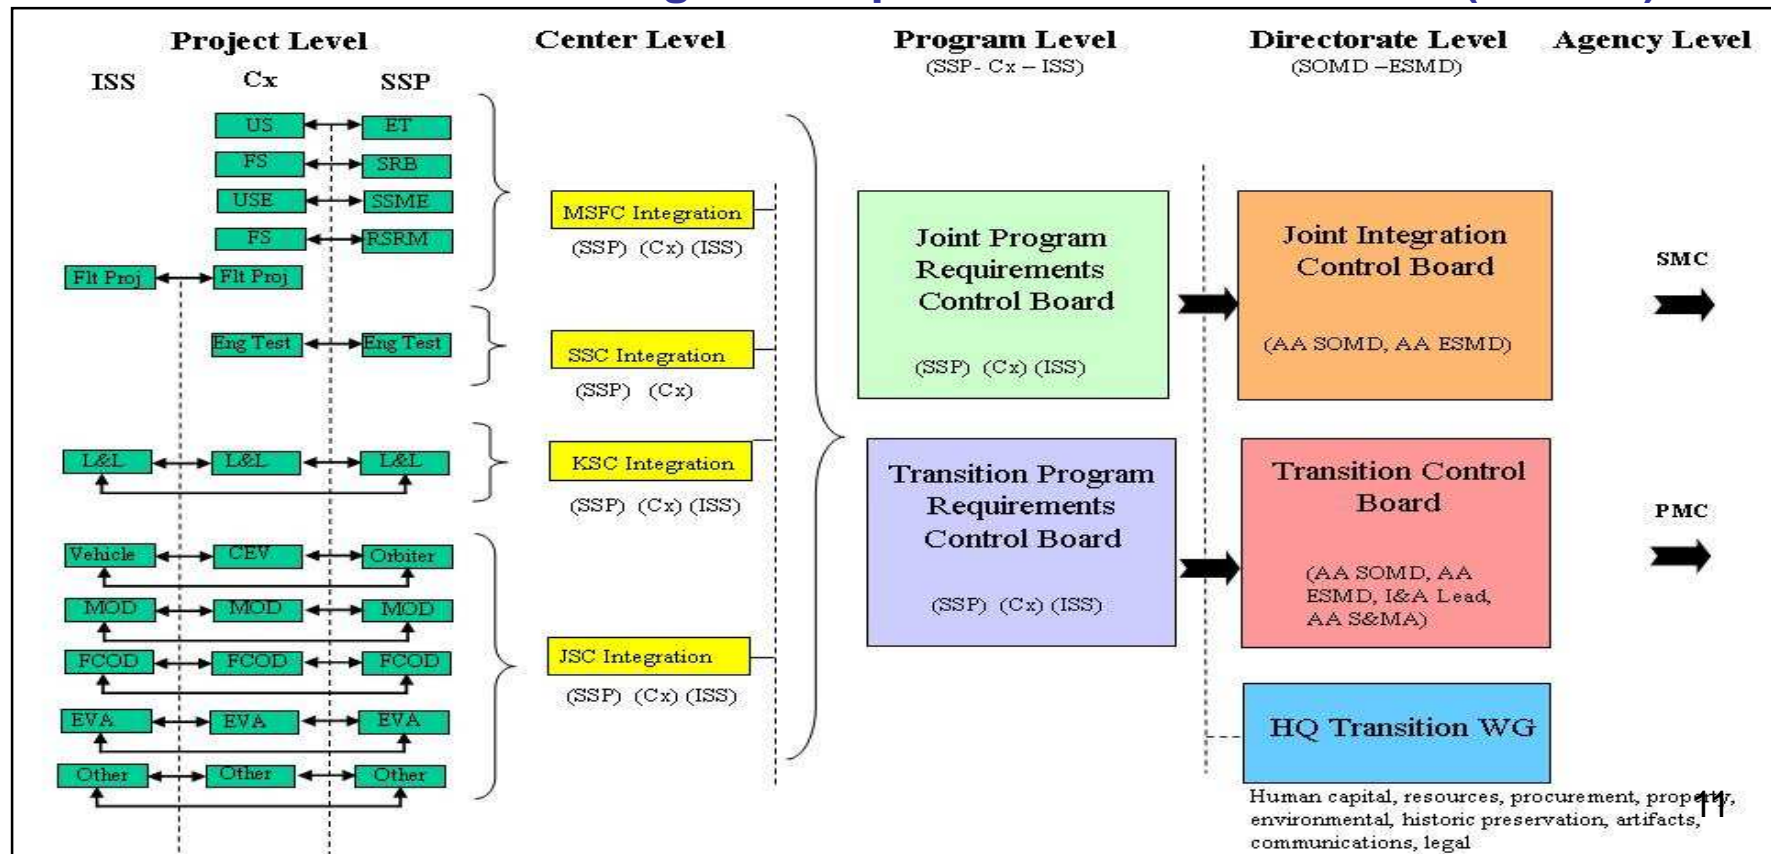 Project Level
Center Level
Program Level
(SSP- Cx – ISS)
Directorate Level
(SOMD –ESMD)
Agency Level
ISS
Cx
SSP
US
ET
FS
SRB
USE
SSME
FS
RSRM
Flt Proj
Flt Proj
Eng Test
Eng Test
L&L
L&L
L&L
Vehicle
CEV
Orbiter
MOD
MOD
MOD
FCOD
FCOD
FCOD
EVA
EVA
EVA
Other
Other
Other
MSFC Integration
(SSP) (Cx) (ISS)
SSC Integration
(SSP) (Cx)
KSC Integration
(SSP) (Cx) (ISS)
JSC Integration
(SSP) (Cx) (ISS)
Joint Program
Requirements
Control Board
(SSP) (Cx) (ISS)
Transition Program
Requirements
Control Board
(SSP) (Cx) (ISS)
Joint Integration
Control Board
(AA SOMD, AA ESMD)
Transition Control
Board
(AA SOMD, AA
ESMD, I&A Lead,
AA S&MA)
HQ Transition WG
Human capital, resources, procurement, property,
environmental, historic preservation, artifacts,
communications, legal
SMC
PMC
11